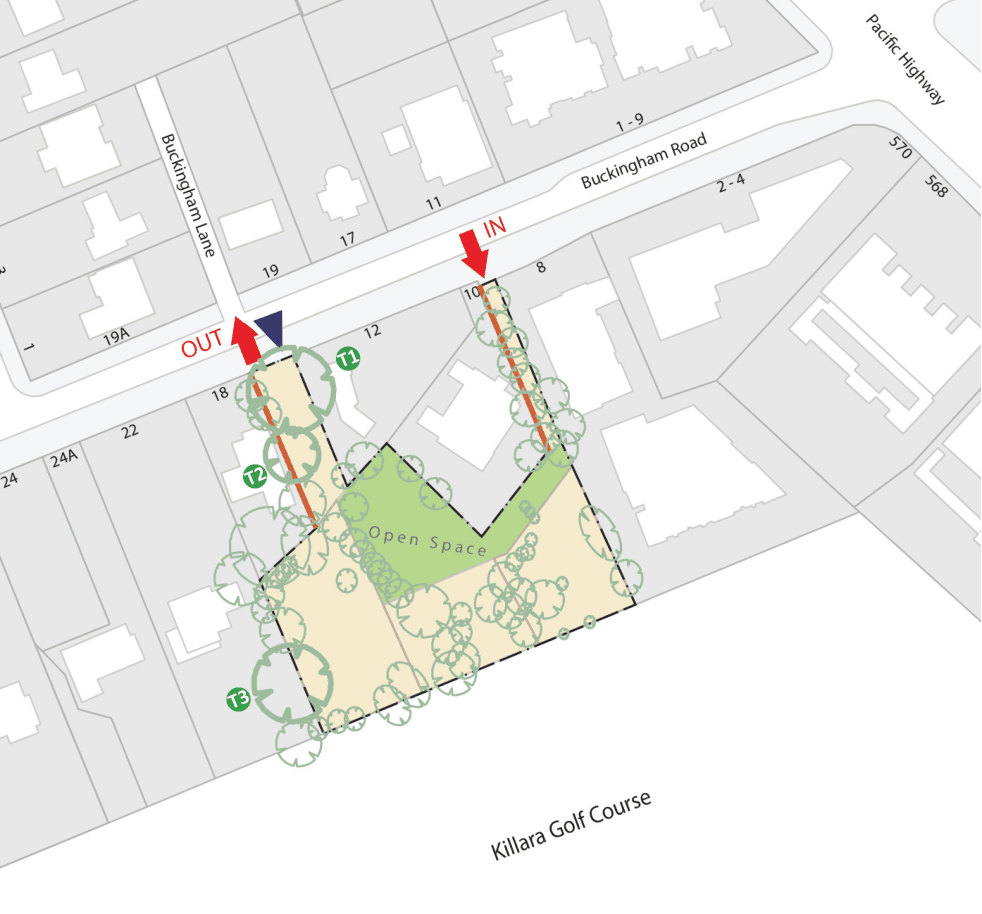 Pacific Highway
1 - 9
Buckingham Road
570
568
2 - 4
Buckingham Lane
11
17
19
IN
8
10
19A
1
OUT
12
T1
18
22
24A
24
T2
Open Space
T3
Killara Golf Course